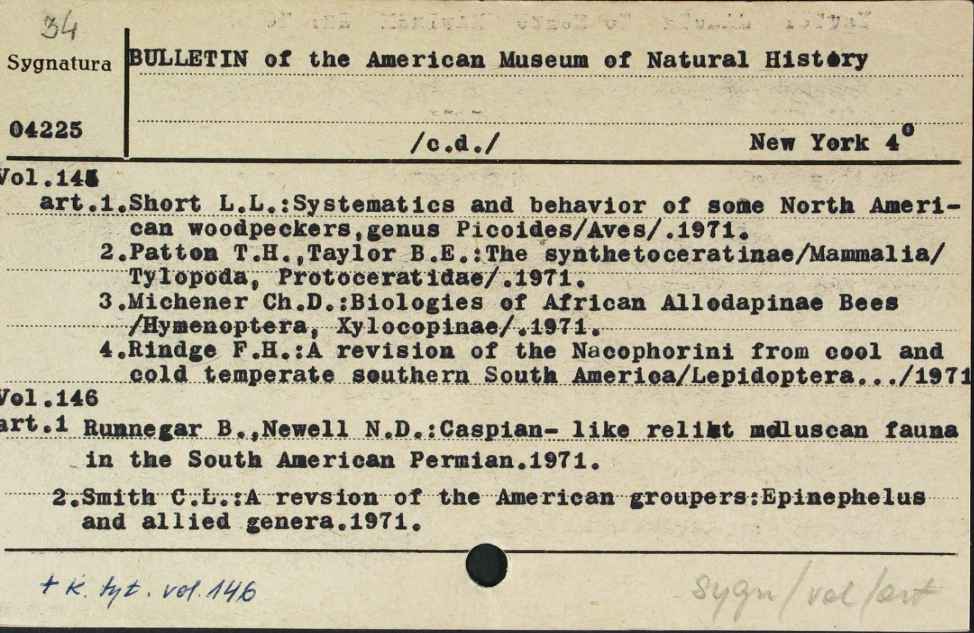 34
Sygnatura
BULLETIN of the American Museum of Natural History
04225
/c.d./ New York 4°
Vol.145
art.1.Short L.L.:Systematics and behavior of some North Ameri-
can woodpeckers,genus Picoides/Aves/.1971.
2.Patton T.H.,Taylor B.E.:The synthetoceratinae/Mammalia/
Tylopoda, Protoceratidae/.1971.
3.Michener Ch.D.:Biologies of African Allodapinae Bees
/Hymenoptera, Xylocopinae/.1971.
4.Rindge F.H.:A revision of the Nacophorini from cool and
cold temperate southern South America/Lepidoptera.../1971
Vol.146
art.1 Runnegar B.,Newell N.D.:Caspian- like relikt molluscan fauna
in the South American Permian.1971.
2.Smith C.L.:A revsion of the American groupers:Epinephelus
and allied genera.1971.
+ k. tyt. vol. 146
sygn/vol/art